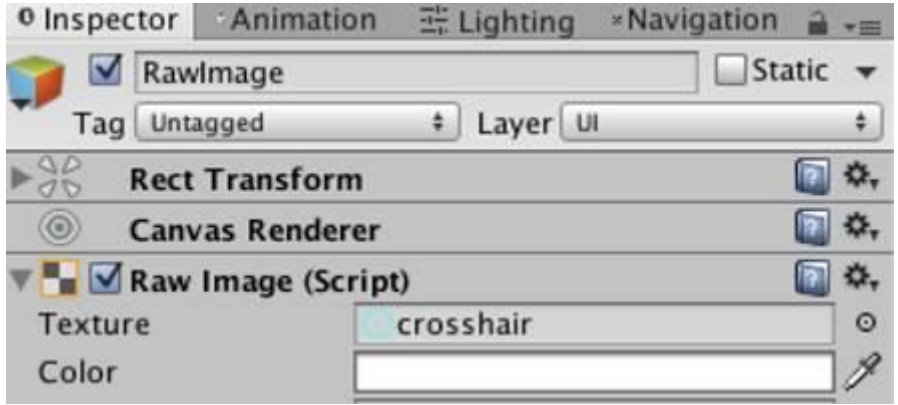 Inspector Animation Lighting Navigation
RawImage Static
Tag Untagged Layer UI
Rect Transform
Canvas Renderer
Raw Image (Script)
Texture crosshair
Color